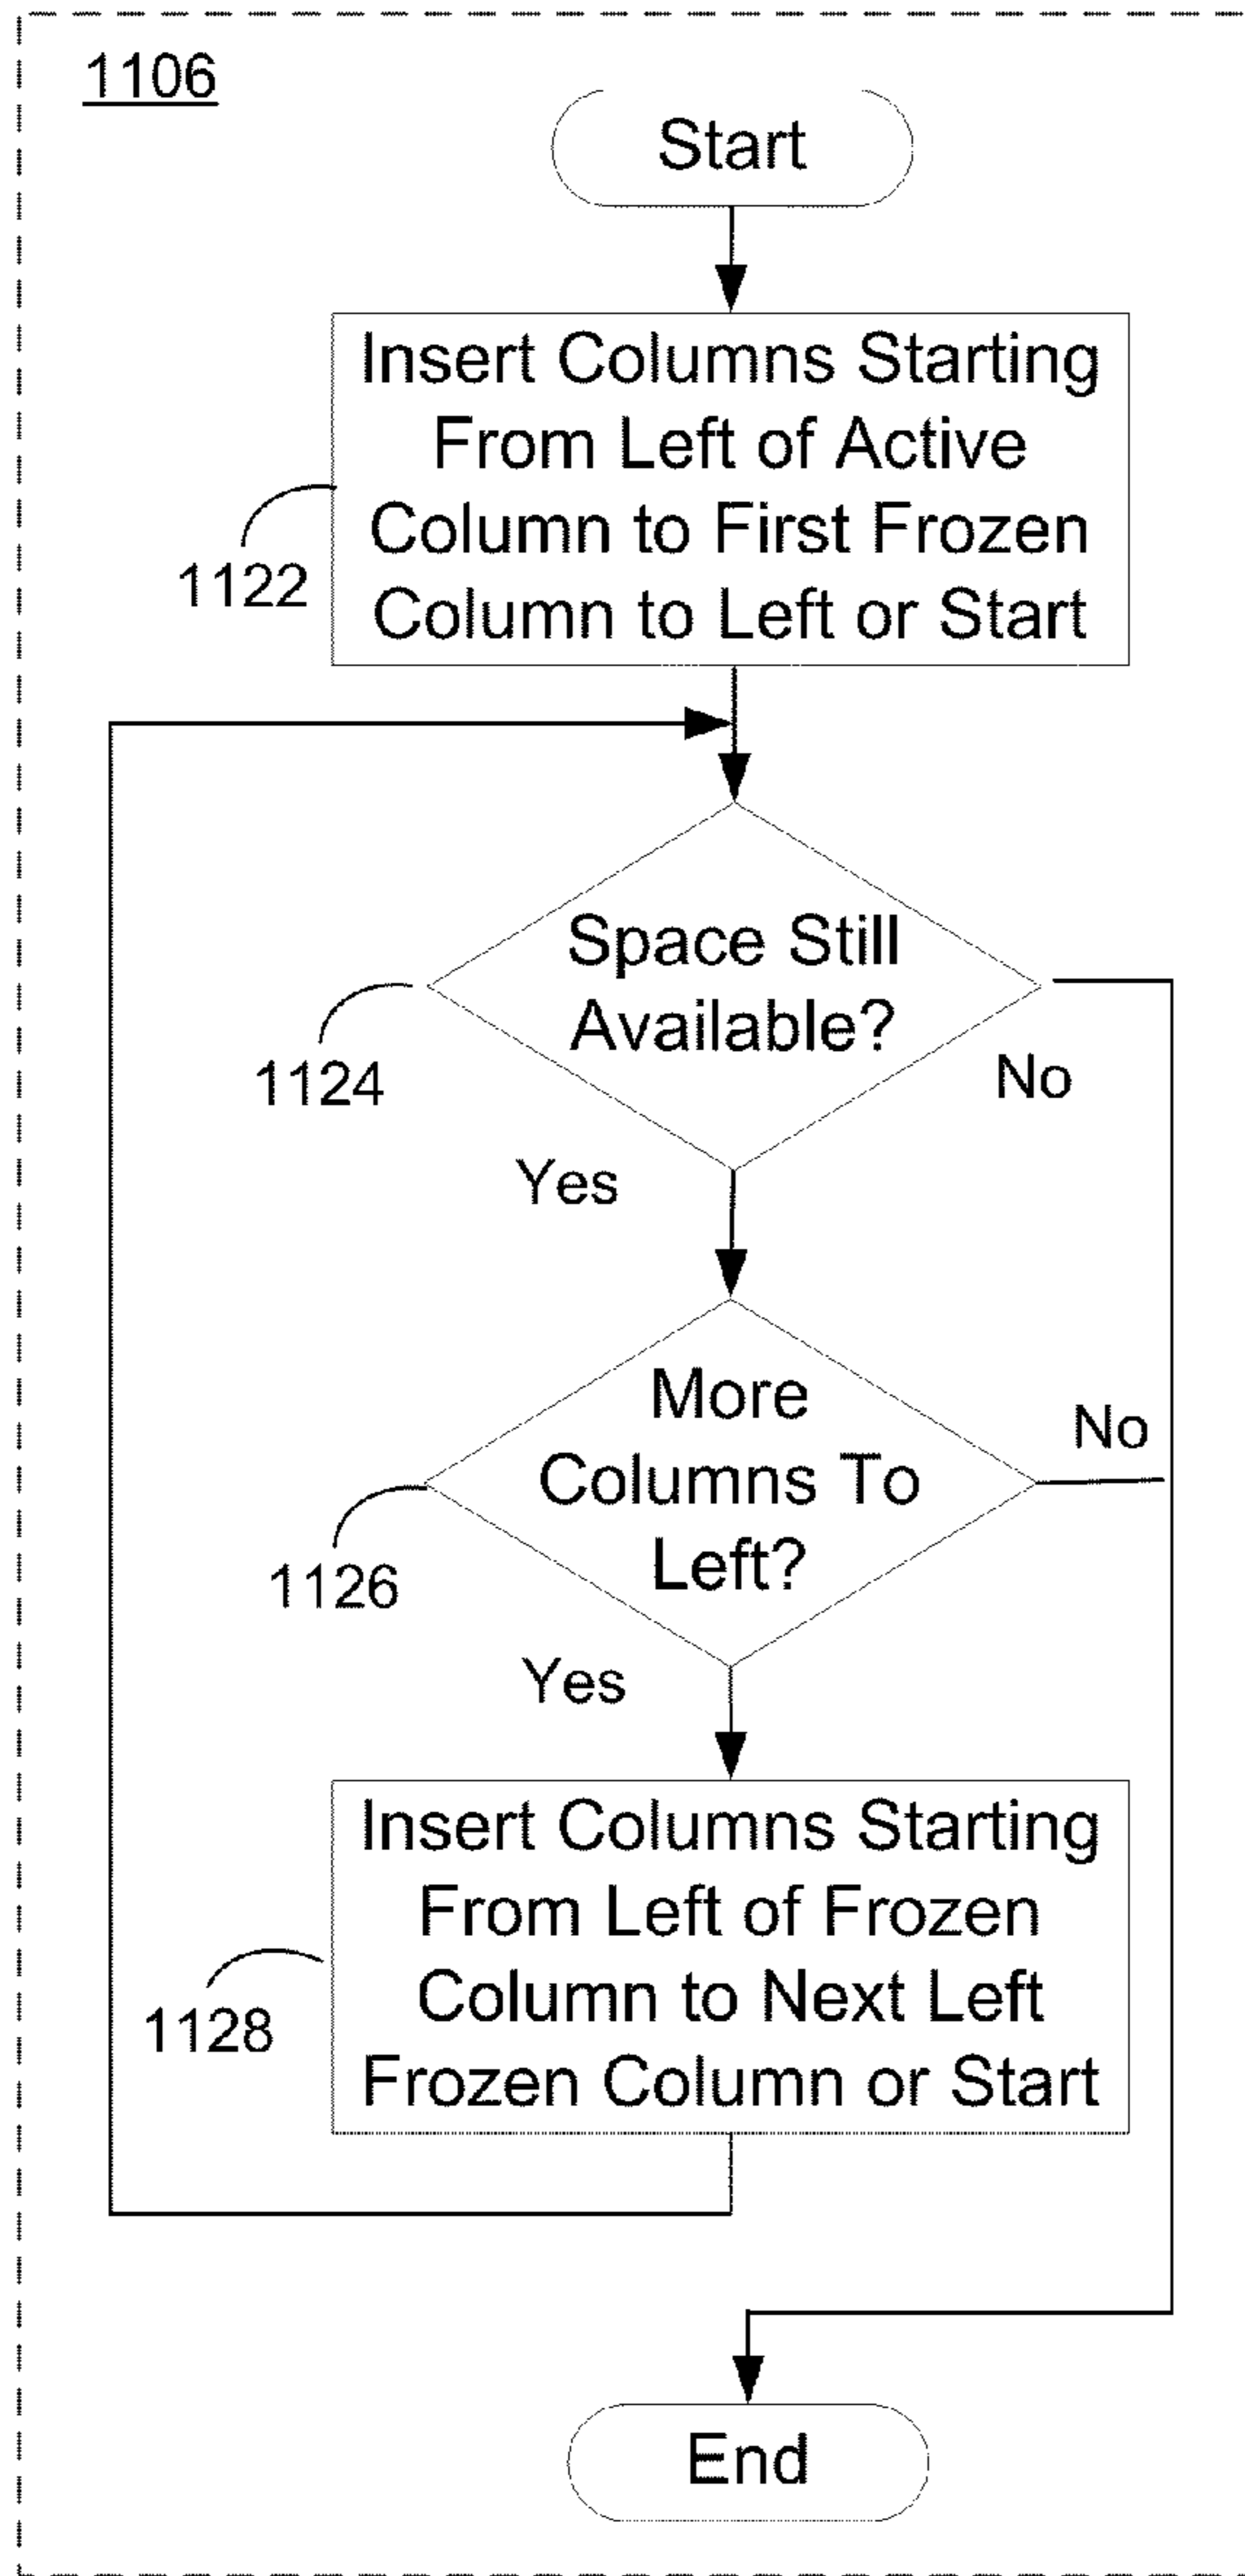 1106
Start
Insert Columns Starting
From Left of Active
Column to First Frozen
Column to Left or Start
1122
Space Still
Available?
1124
No
Yes
More
Columns To
Left?
No
1126
Yes
Insert Columns Starting
From Left of Frozen
Column to Next Left
Frozen Column or Start
1128
End